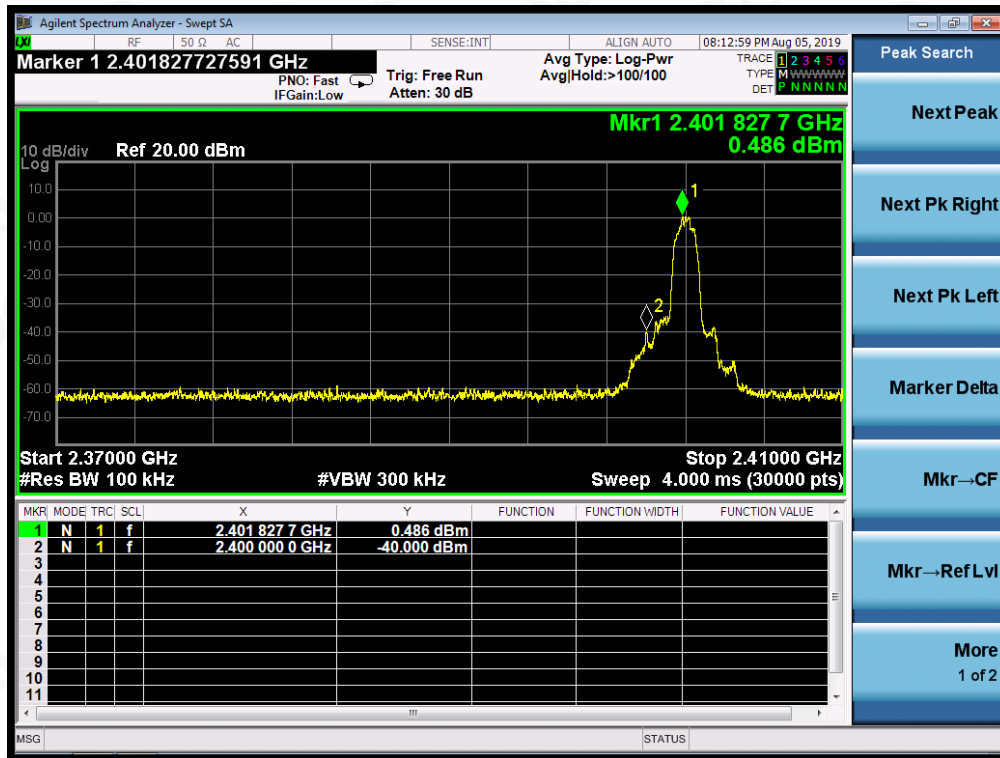 Agilent Spectrum Analyzer - Swept SA
LXI RF 50 Ω AC SENSE:INT ALIGN AUTO 08:12:59 PM Aug 05, 2019
Marker 1 2.401827727591 GHz
PNO: Fast
IFGain:Low
Trig: Free Run
Atten: 30 dB
Avg Type: Log-Pwr
Avg|Hold:>100/100
TRACE 1 2 3 4 5 6
TYPE M WWWWW
DET P N N N N N
Mkr1 2.401 827 7 GHz
0.486 dBm
10 dB/div Ref 20.00 dBm
Log
10.0
0.00
-10.0
-20.0
-30.0
-40.0
-50.0
-60.0
-70.0
1
2
Start 2.37000 GHz Stop 2.41000 GHz
#Res BW 100 kHz #VBW 300 kHz Sweep 4.000 ms (30000 pts)
MKR MODE TRC SCL X Y FUNCTION FUNCTION WIDTH FUNCTION VALUE
1 N 1 f 2.401 827 7 GHz 0.486 dBm
2 N 1 f 2.400 000 0 GHz -40.000 dBm
3
4
5
6
7
8
9
10
11
MSG STATUS
Peak Search
Next Peak
Next Pk Right
Next Pk Left
Marker Delta
Mkr→CF
Mkr→Ref Lvl
More
1 of 2